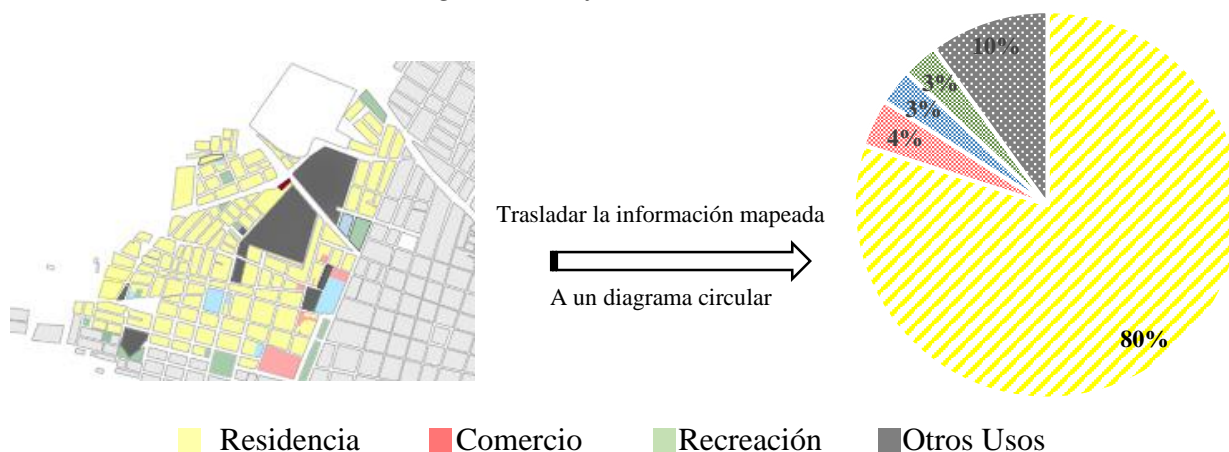 10%
3%
3%
4%
Trasladar la información mapeada
A un diagrama circular
80%
Residencia Comercio Recreación Otros Usos